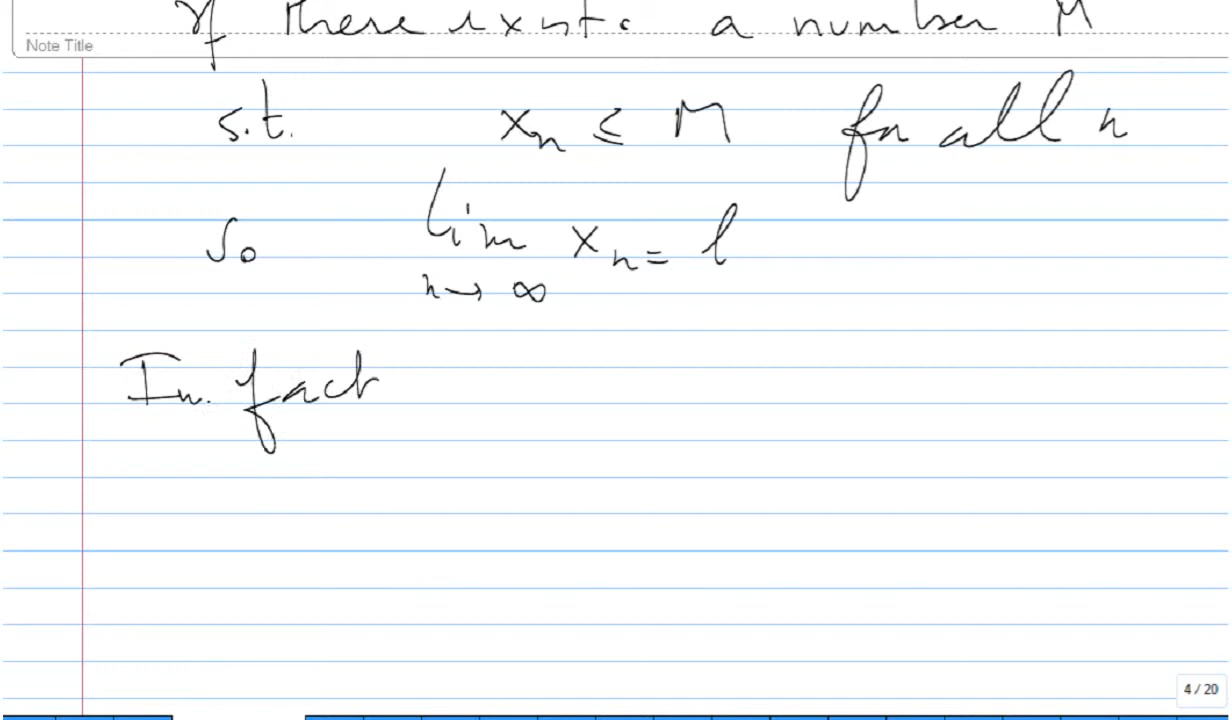 if there exists a number M
Note Title
s.t. xn ≤ M for all n
So lim xn = l
n → ∞
In fact
4 / 20